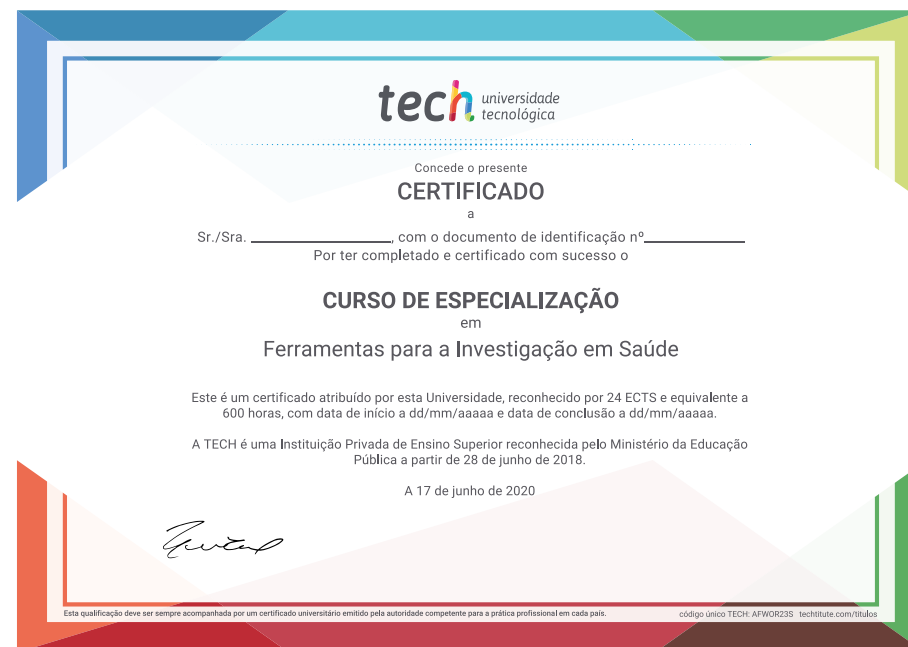 tech universidade
tecnológica
Concede o presente
CERTIFICADO
a
Sr./Sra. ____________________, com o documento de identificação nº______________
Por ter completado e certificado com sucesso o
CURSO DE ESPECIALIZAÇÃO
em
Ferramentas para a Investigação em Saúde
Este é um certificado atribuído por esta Universidade, reconhecido por 24 ECTS e equivalente a
600 horas, com data de início a dd/mm/aaaaa e data de conclusão a dd/mm/aaaaa.
A TECH é uma Instituição Privada de Ensino Superior reconhecida pelo Ministério da Educação
Pública a partir de 28 de junho de 2018.
A 17 de junho de 2020
Esta qualificação deve ser sempre acompanhada por um certificado universitário emitido pela autoridade competente para a prática profissional em cada país.
código único TECH: AFWOR23S techtitute.com/titulos